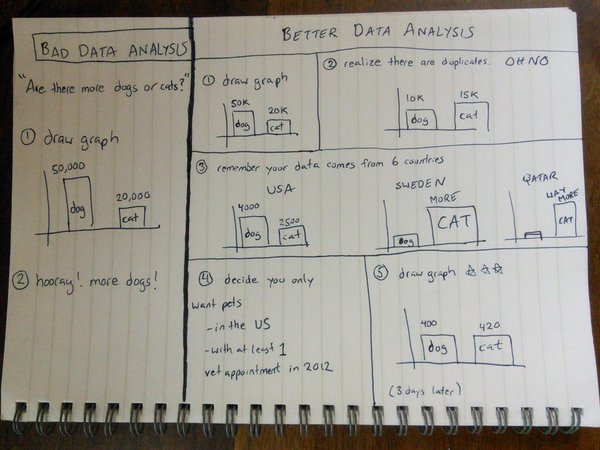 BAD DATA ANALYSIS
"Are there more dogs or cats?"
① draw graph
50,000
20,000
dog
cat
② hooray! more dogs!
BETTER DATA ANALYSIS
① draw graph
50K
20K
dog
cat
② realize there are duplicates. OH NO
10K
15K
dog
cat
③ remember your data comes from 6 countries
USA
4000
2500
dog
cat
SWEDEN
MORE
dog
CAT
QATAR
WAY
MORE
CAT
④ decide you only
want pets
- in the US
- with at least 1
vet appointment in 2012
⑤ draw graph ☆☆☆
400
420
dog
cat
(3 days later)